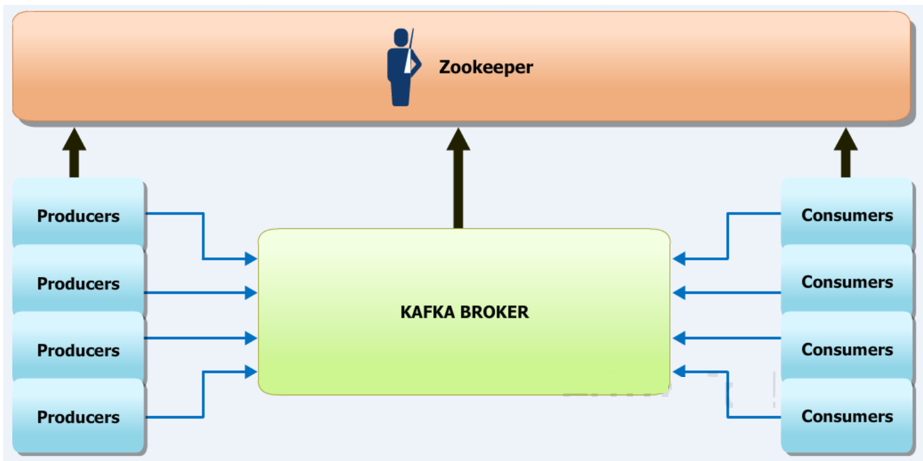 Zookeeper
Producers
Producers
Producers
Producers
KAFKA BROKER
Consumers
Consumers
Consumers
Consumers